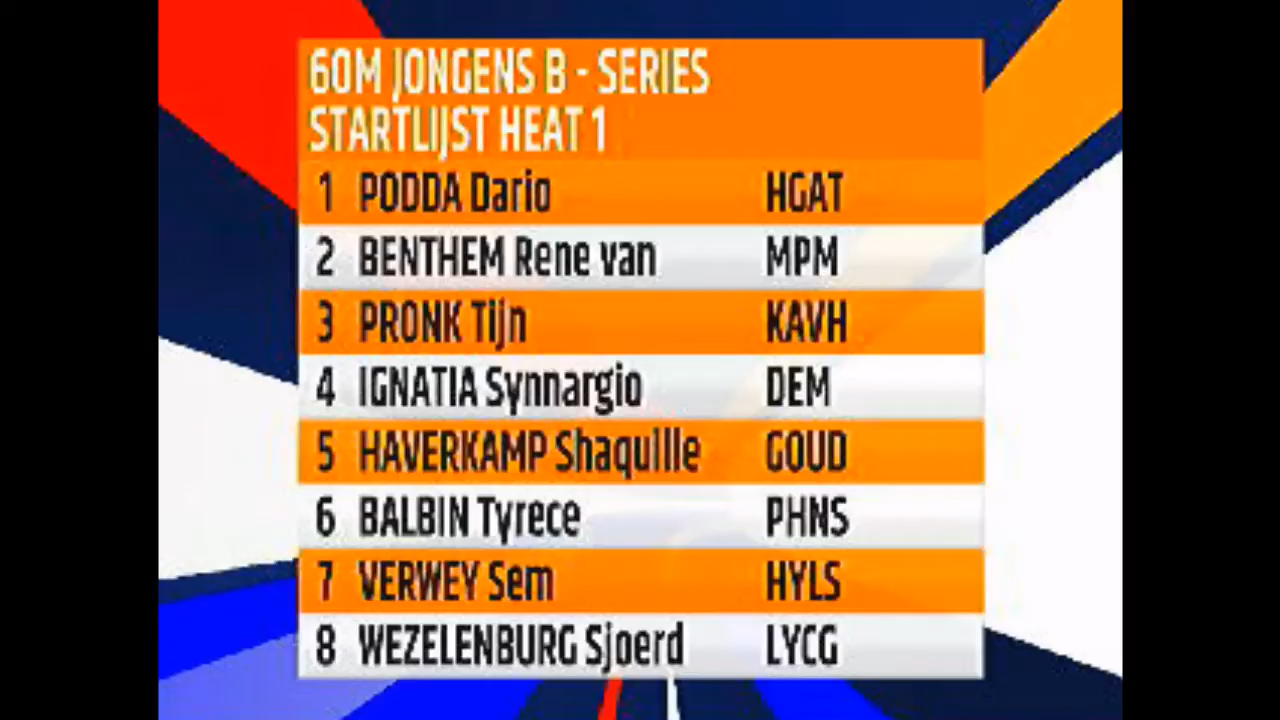 60M JONGENS B - SERIES
STARTLIJST HEAT 1
1 PODDA Dario HGAT
2 BENTHEM Rene van MPM
3 PRONK Tijn KAVH
4 IGNATIA Synnargio DEM
5 HAVERKAMP Shaquille GOUD
6 BALBIN Tyrece PHNS
7 VERWEY Sem HYLS
8 WEZELENBURG Sjoerd LYCG